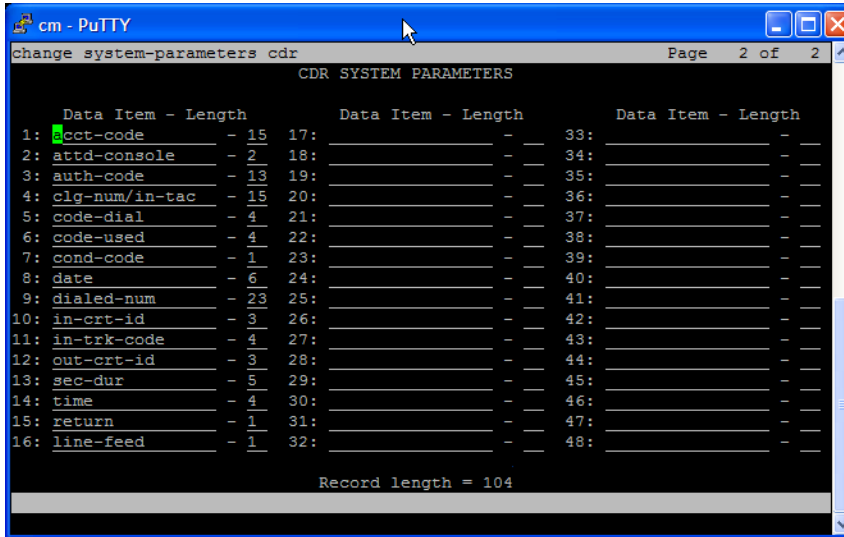 cm - PuTTY
change system-parameters cdr Page 2 of 2
CDR SYSTEM PARAMETERS
Data Item - Length Data Item - Length Data Item - Length
1: acct-code - 15 17: - 33: -
2: attd-console - 2 18: - 34: -
3: auth-code - 13 19: - 35: -
4: clg-num/in-tac - 15 20: - 36: -
5: code-dial - 4 21: - 37: -
6: code-used - 4 22: - 38: -
7: cond-code - 1 23: - 39: -
8: date - 6 24: - 40: -
9: dialed-num - 23 25: - 41: -
10: in-crt-id - 3 26: - 42: -
11: in-trk-code - 4 27: - 43: -
12: out-crt-id - 3 28: - 44: -
13: sec-dur - 5 29: - 45: -
14: time - 4 30: - 46: -
15: return - 1 31: - 47: -
16: line-feed - 1 32: - 48: -
Record length = 104